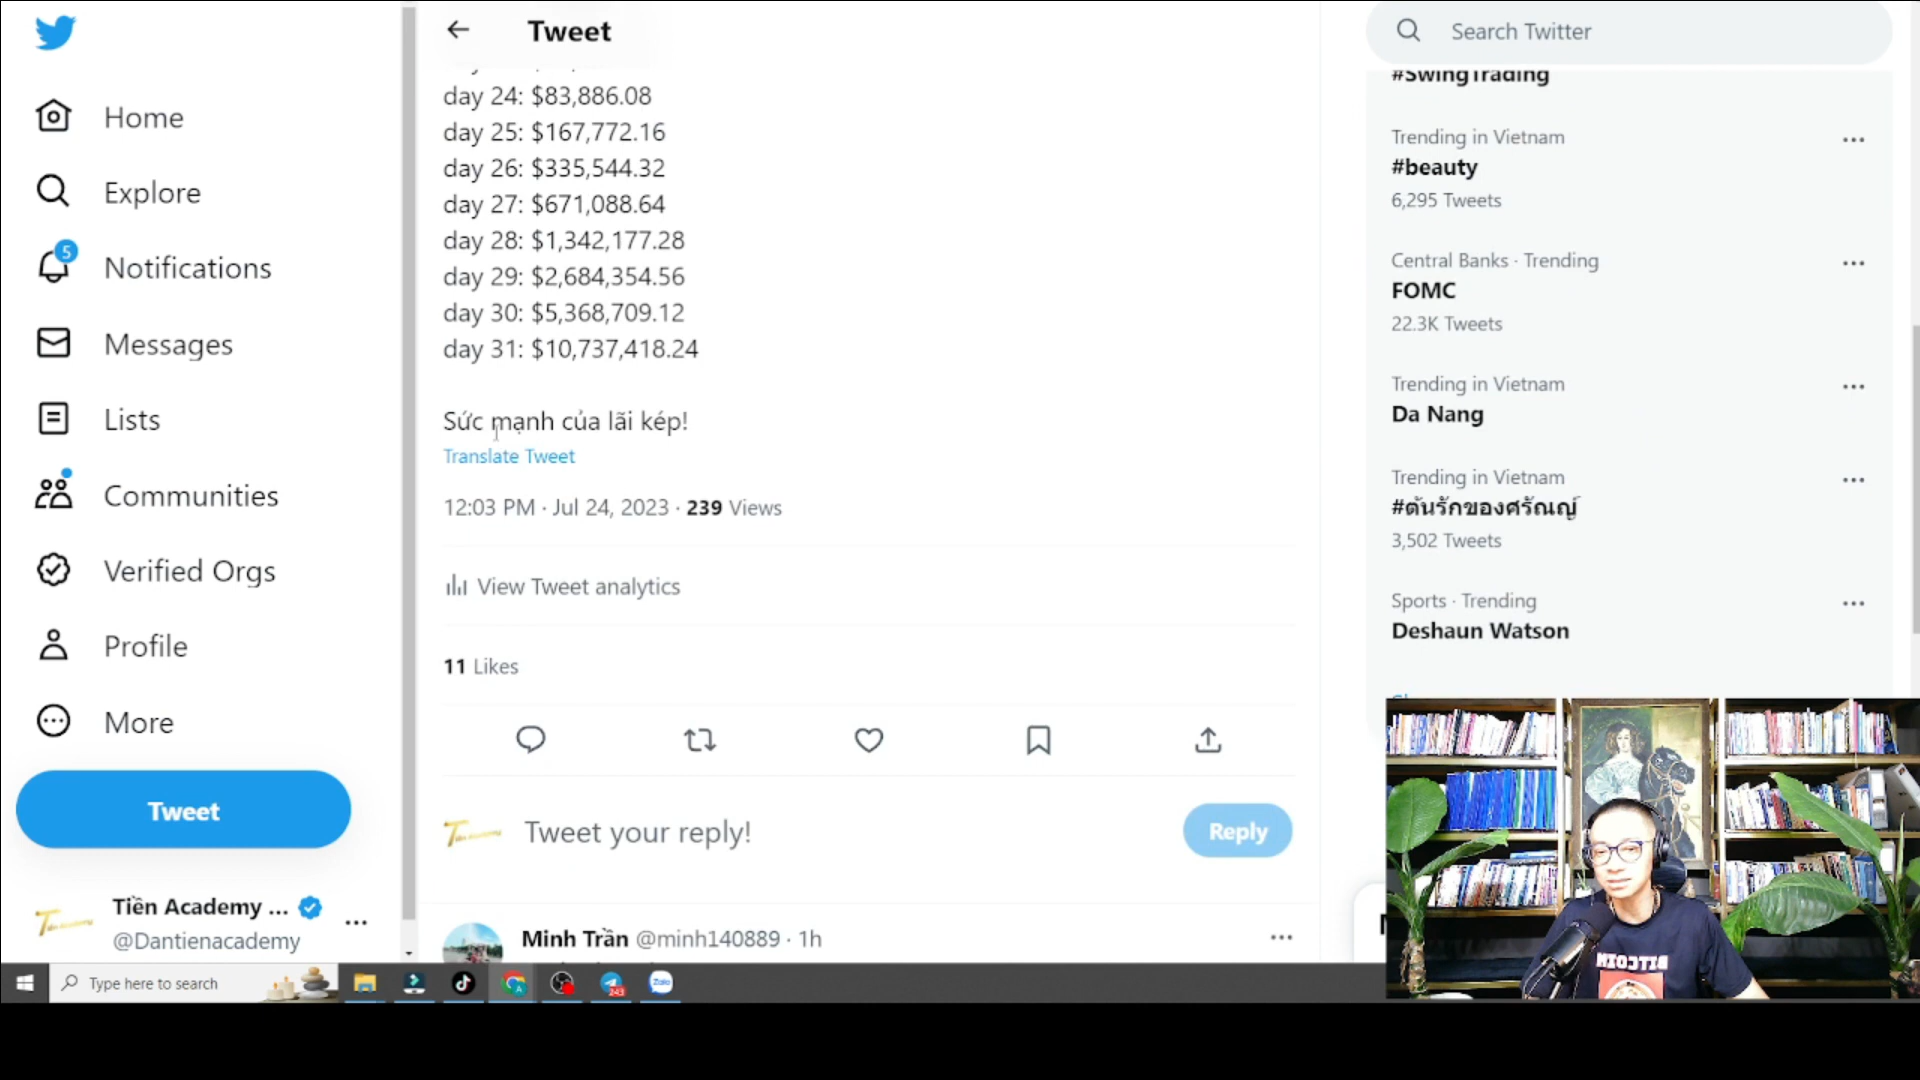 Home
Explore
5
Notifications
Messages
Lists
Communities
Verified Orgs
Profile
More
Tweet
Tiền Academy ...
@Dantienacademy
Tweet
day 24: $83,886.08
day 25: $167,772.16
day 26: $335,544.32
day 27: $671,088.64
day 28: $1,342,177.28
day 29: $2,684,354.56
day 30: $5,368,709.12
day 31: $10,737,418.24
Sức mạnh của lãi kép!
Translate Tweet
12:03 PM · Jul 24, 2023 · 239 Views
View Tweet analytics
11 Likes
Tweet your reply!
Reply
Minh Trần @minh140889 · 1h
Search Twitter
#SwingTrading
Trending in Vietnam
#beauty
6,295 Tweets
Central Banks · Trending
FOMC
22.3K Tweets
Trending in Vietnam
Da Nang
Trending in Vietnam
#ต้นรักของศรัณญ์
3,502 Tweets
Sports · Trending
Deshaun Watson
BITCOIN
Type here to search
243
Zalo